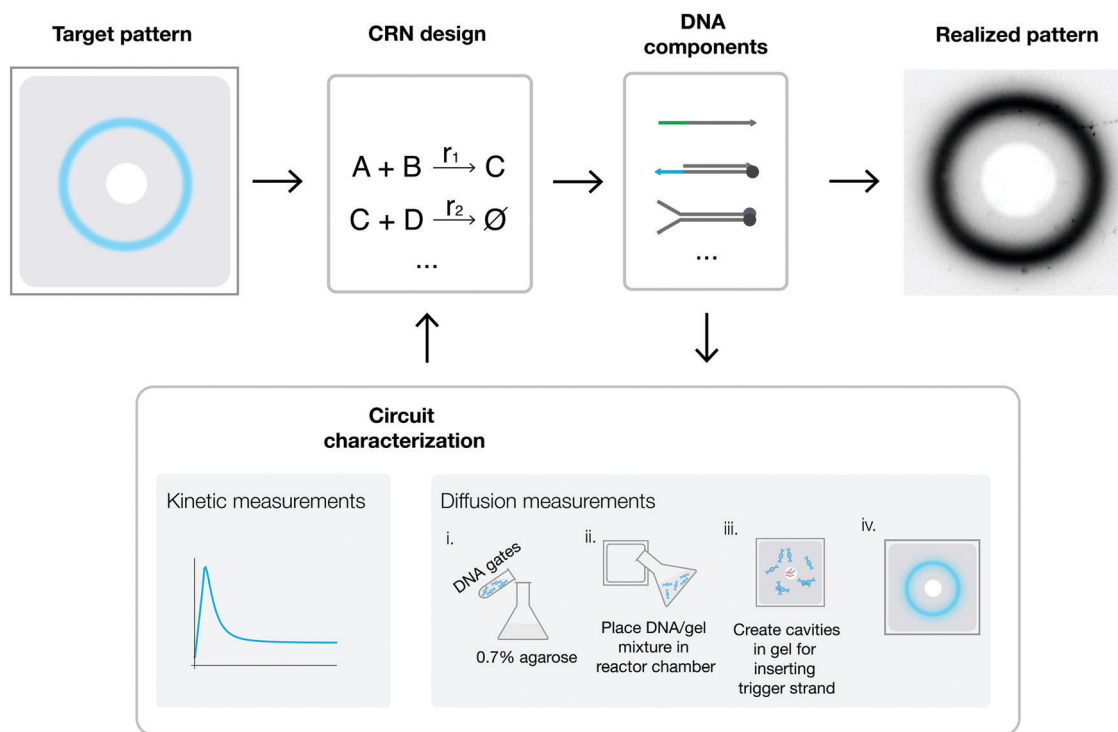 Target pattern
CRN design
DNA
components
Realized pattern
A + B r₁→ C
C + D r₂→ Ø
...
...
Circuit
characterization
Kinetic measurements
Diffusion measurements
i.
DNA gates
0.7% agarose
ii.
Place DNA/gel
mixture in
reactor chamber
iii.
Create cavities
in gel for
inserting
trigger strand
iv.